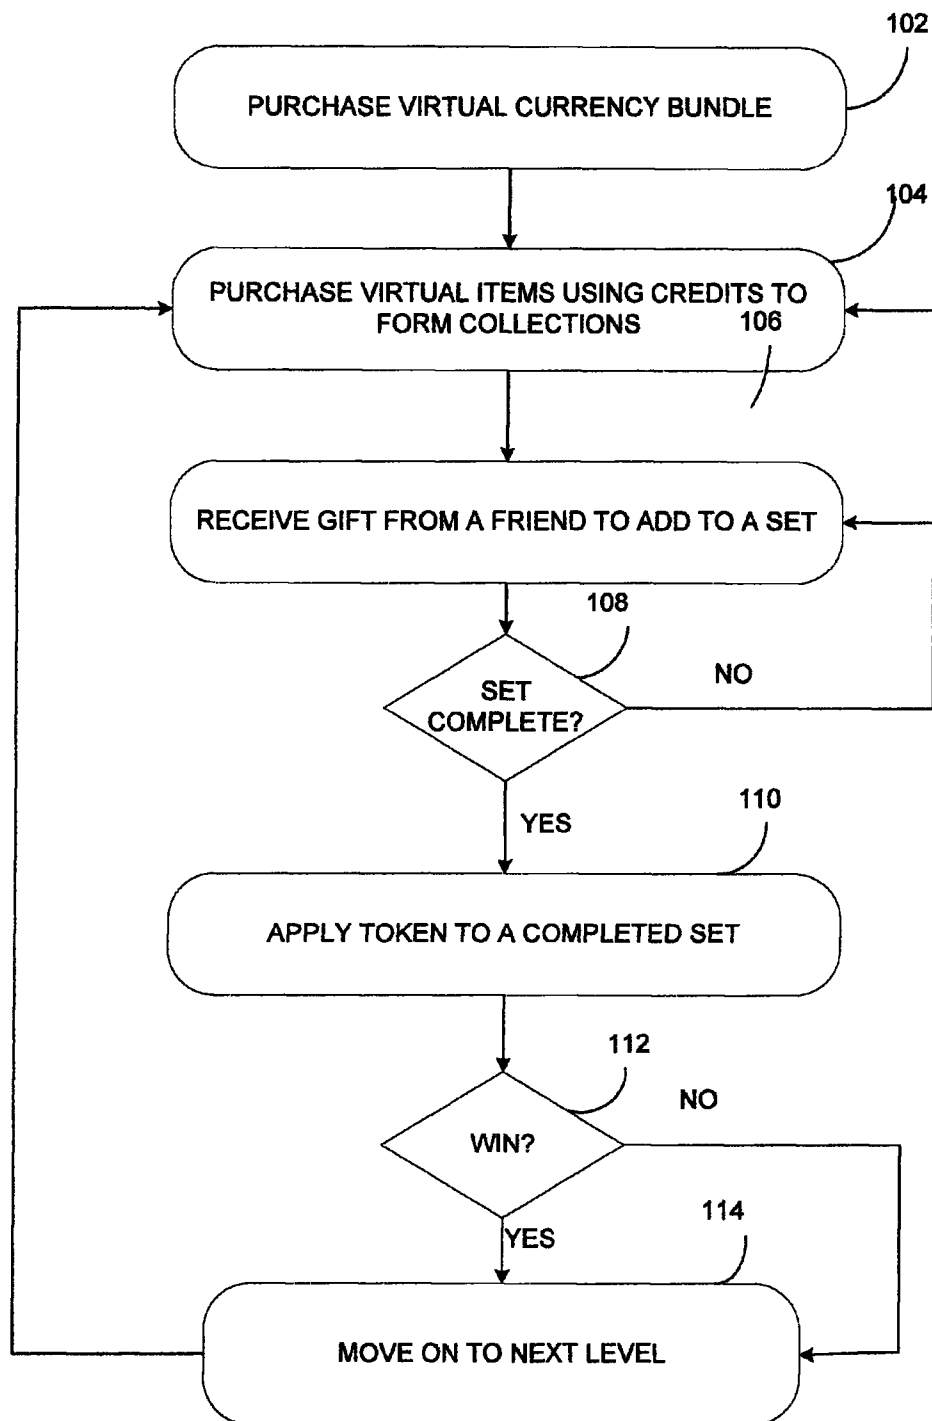 102
PURCHASE VIRTUAL CURRENCY BUNDLE
104
PURCHASE VIRTUAL ITEMS USING CREDITS TO
FORM COLLECTIONS
106
RECEIVE GIFT FROM A FRIEND TO ADD TO A SET
108
SET
COMPLETE?
NO
YES
110
APPLY TOKEN TO A COMPLETED SET
112
WIN?
NO
YES
114
MOVE ON TO NEXT LEVEL